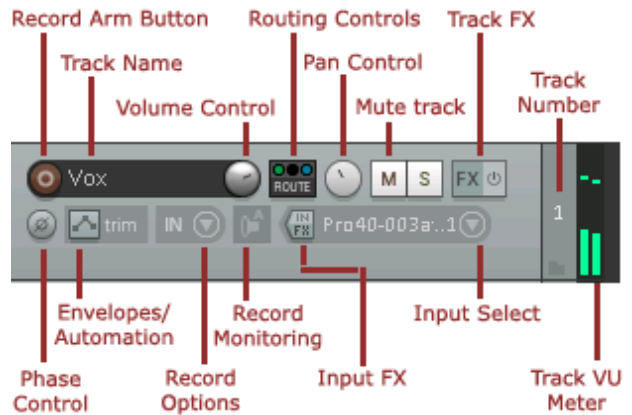 Record Arm Button
Routing Controls
Track FX
Track Name
Pan Control
Track
Number
Volume Control
Mute track
Vox
ROUTE
M
S
FX
1
trim
IN
A
IN
FX
Pro40-003a..1
Envelopes/
Automation
Record
Monitoring
Input Select
Phase
Control
Record
Options
Input FX
Track VU
Meter